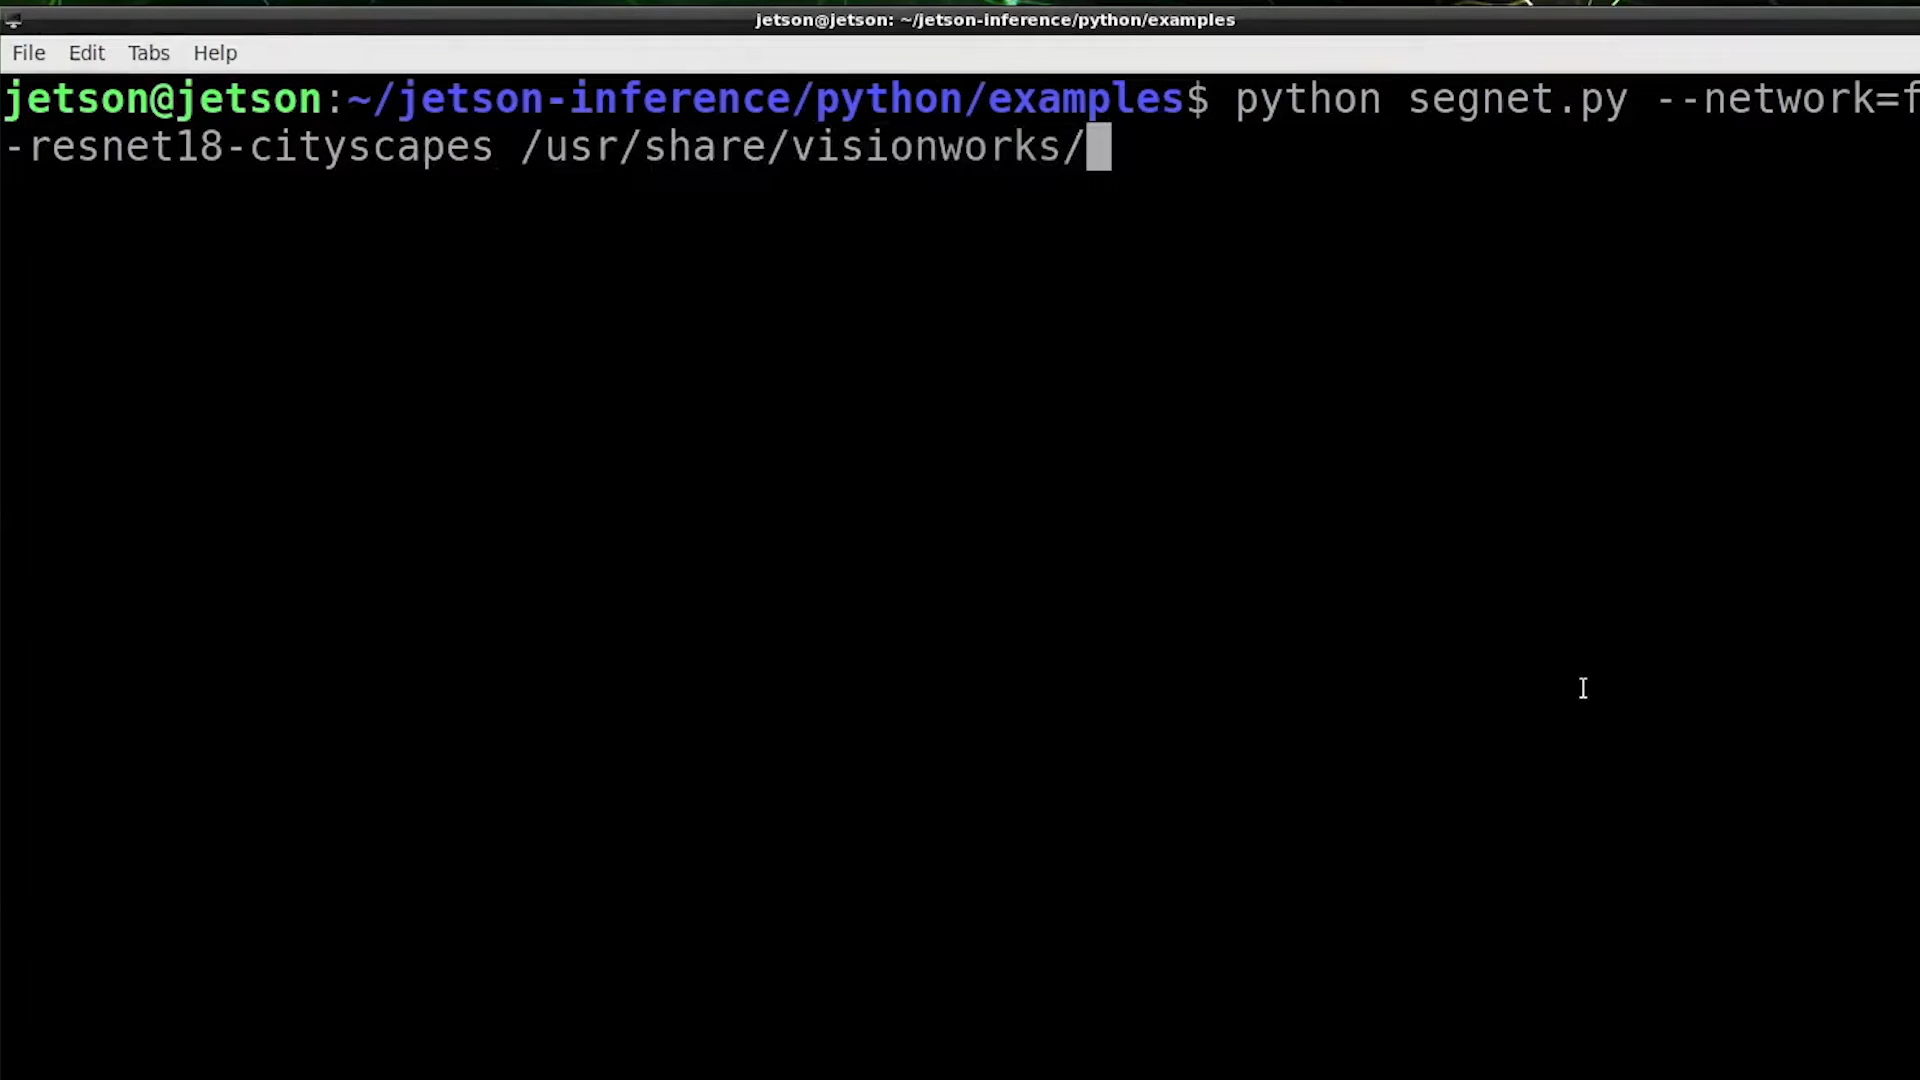 jetson@jetson: ~/jetson-inference/python/examples
File Edit Tabs Help
jetson@jetson:~/jetson-inference/python/examples$ python segnet.py --network=f
-resnet18-cityscapes /usr/share/visionworks/